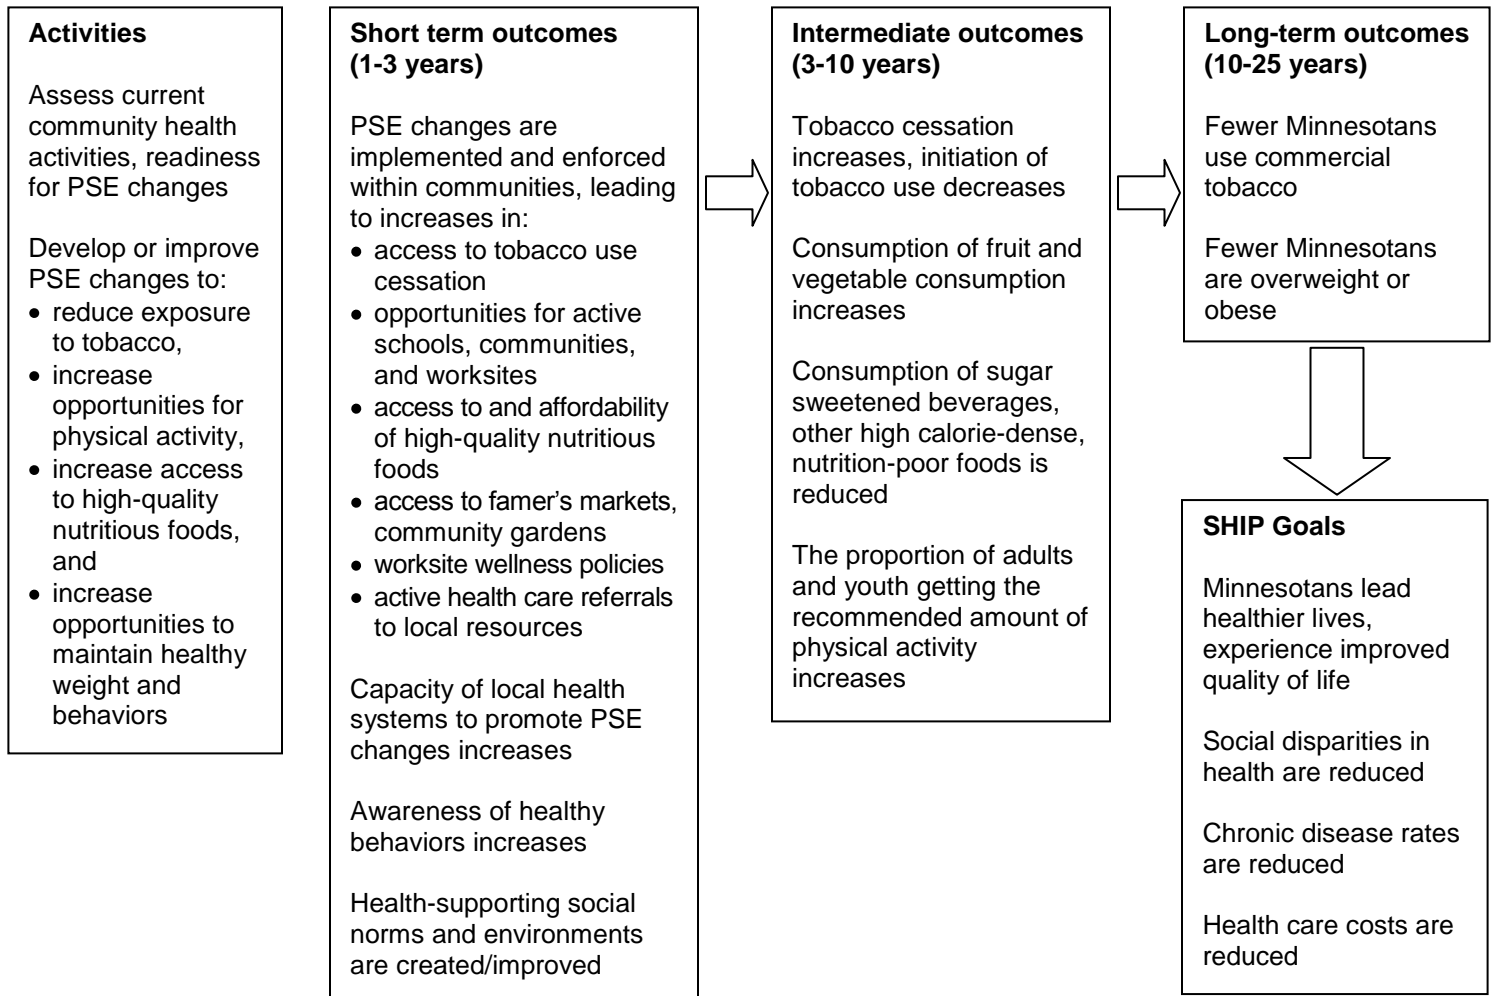 Activities
Assess current
community health
activities, readiness
for PSE changes
Develop or improve
PSE changes to:
• reduce exposure
to tobacco,
• increase
opportunities for
physical activity,
• increase access
to high-quality
nutritious foods,
and
• increase
opportunities to
maintain healthy
weight and
behaviors
Short term outcomes
(1-3 years)
PSE changes are
implemented and enforced
within communities, leading
to increases in:
• access to tobacco use
cessation
• opportunities for active
schools, communities,
and worksites
• access to and affordability
of high-quality nutritious
foods
• access to famer's markets,
community gardens
• worksite wellness policies
• active health care referrals
to local resources
Capacity of local health
systems to promote PSE
changes increases
Awareness of healthy
behaviors increases
Health-supporting social
norms and environments
are created/improved
Intermediate outcomes
(3-10 years)
Tobacco cessation
increases, initiation of
tobacco use decreases
Consumption of fruit and
vegetable consumption
increases
Consumption of sugar
sweetened beverages,
other high calorie-dense,
nutrition-poor foods is
reduced
The proportion of adults
and youth getting the
recommended amount of
physical activity
increases
Long-term outcomes
(10-25 years)
Fewer Minnesotans
use commercial
tobacco
Fewer Minnesotans
are overweight or
obese
SHIP Goals
Minnesotans lead
healthier lives,
experience improved
quality of life
Social disparities in
health are reduced
Chronic disease rates
are reduced
Health care costs are
reduced